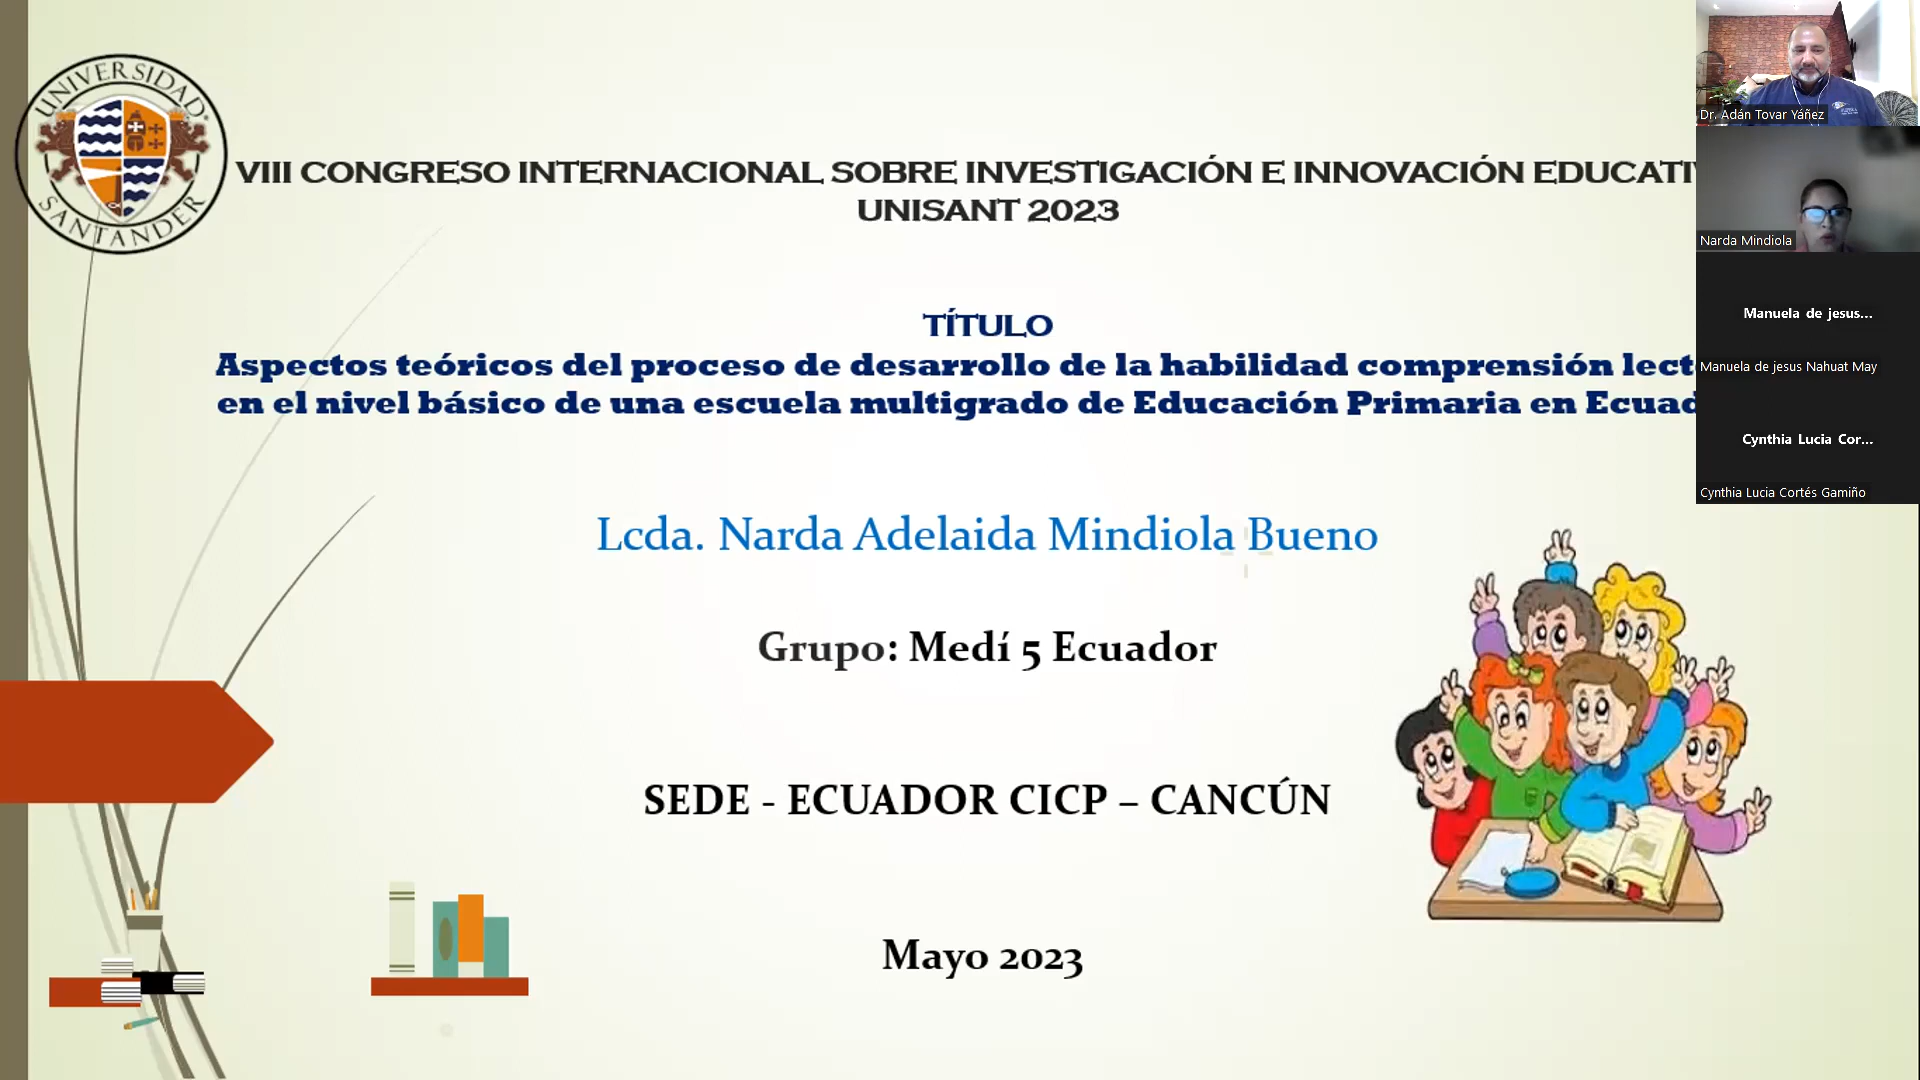 UNIVERSIDAD
SANTANDER
VIII CONGRESO INTERNACIONAL SOBRE INVESTIGACIÓN E INNOVACIÓN EDUCATIV
UNISANT 2023
TÍTULO
Aspectos teóricos del proceso de desarrollo de la habilidad comprensión lect
en el nivel básico de una escuela multigrado de Educación Primaria en Ecuad
Lcda. Narda Adelaida Mindiola Bueno
Grupo: Medí 5 Ecuador
SEDE - ECUADOR CICP – CANCÚN
Mayo 2023
Dr. Adán Tovar Yáñez
Narda Mindiola
Manuela de jesus...
Manuela de jesus Nahuat May
Cynthia Lucia Cor...
Cynthia Lucia Cortés Gamiño